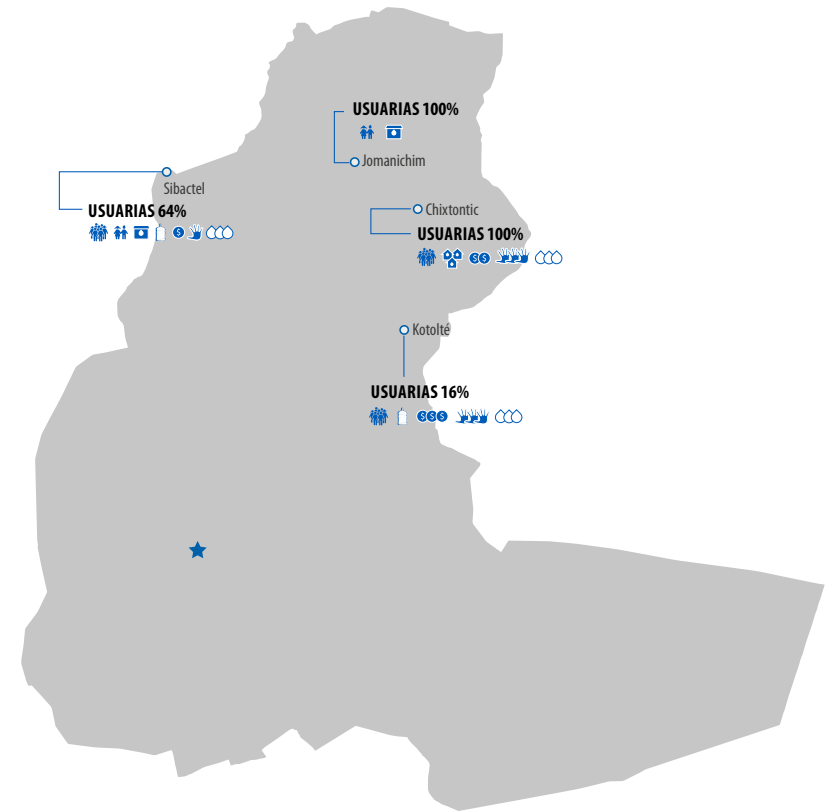 USUARIAS 100%
Jomanichim
Sibactel
USUARIAS 64%
Chixtontic
USUARIAS 100%
Kotolté
USUARIAS 16%